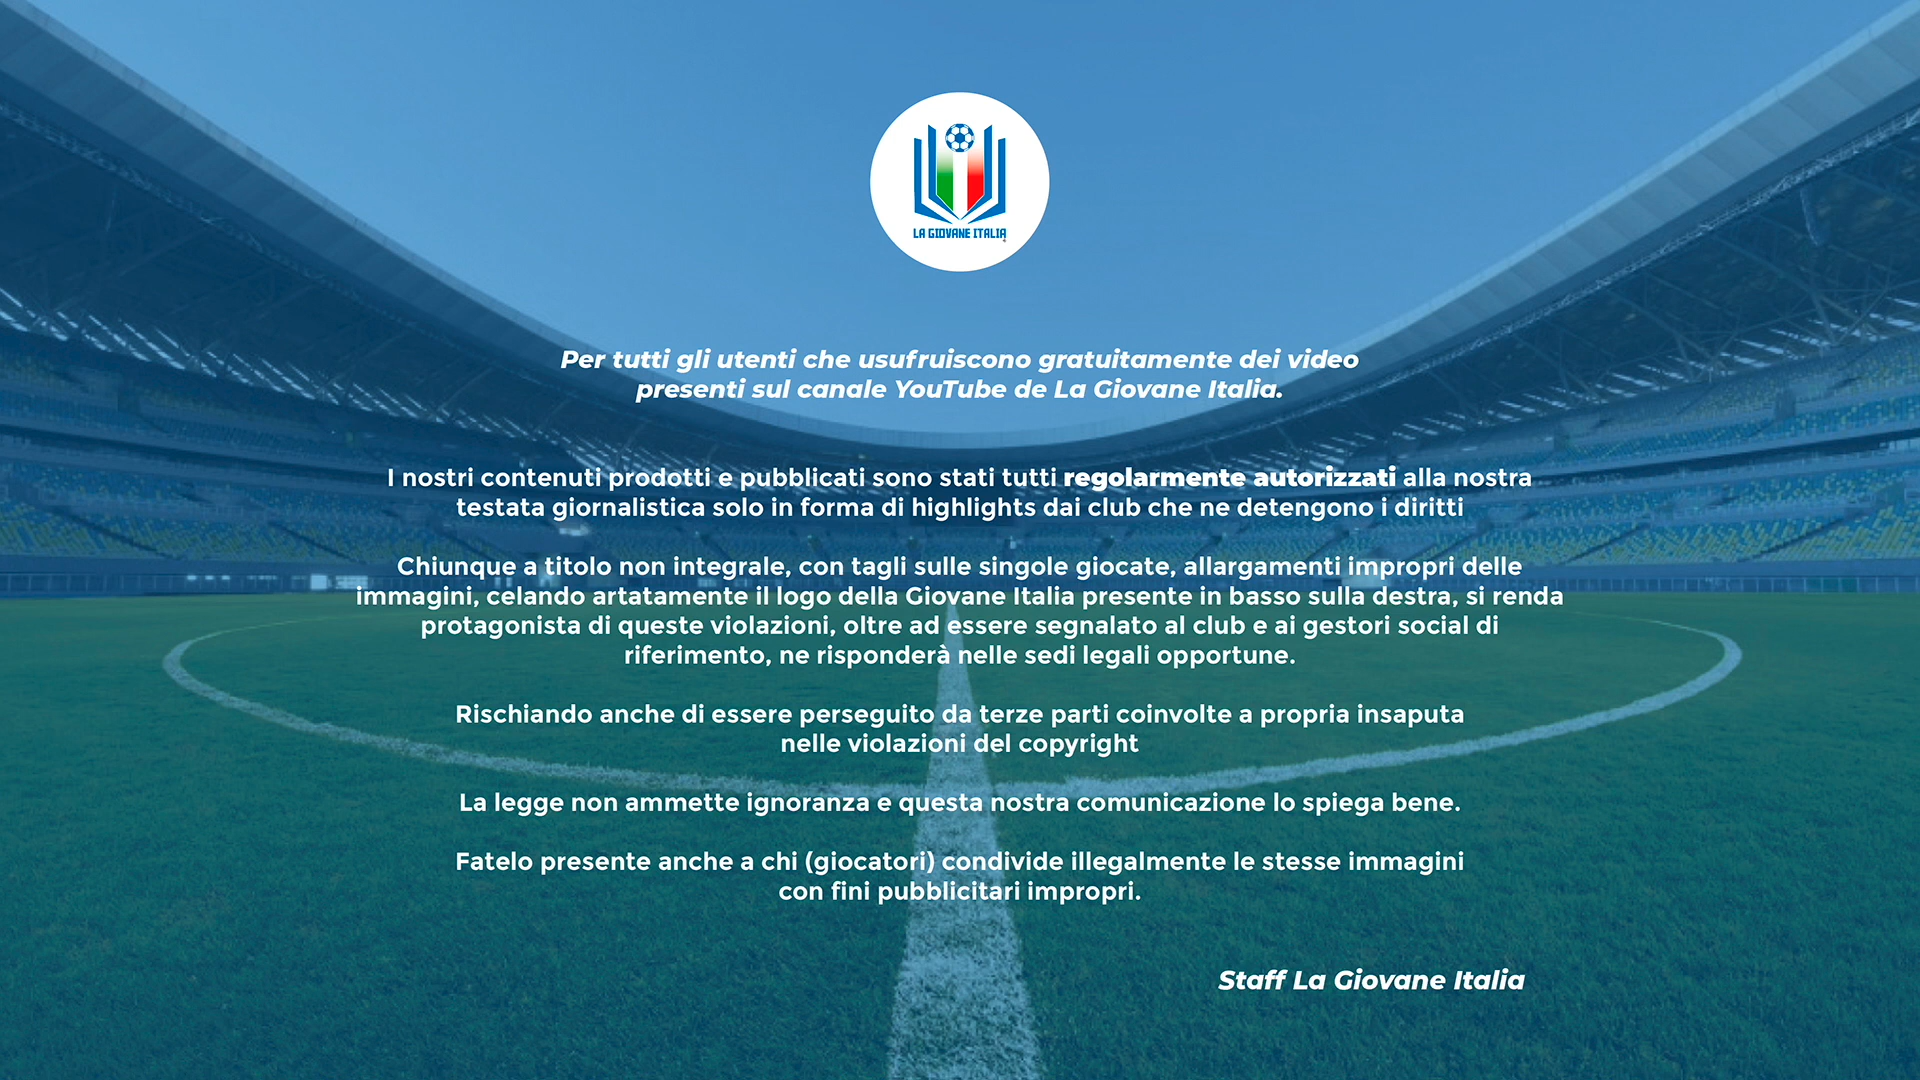 LA GIOVANE ITALIA
Per tutti gli utenti che usufruiscono gratuitamente dei video
presenti sul canale YouTube de La Giovane Italia.
I nostri contenuti prodotti e pubblicati sono stati tutti regolarmente autorizzati alla nostra
testata giornalistica solo in forma di highlights dai club che ne detengono i diritti
Chiunque a titolo non integrale, con tagli sulle singole giocate, allargamenti impropri delle
immagini, celando artatamente il logo della Giovane Italia presente in basso sulla destra, si renda
protagonista di queste violazioni, oltre ad essere segnalato al club e ai gestori social di
riferimento, ne risponderà nelle sedi legali opportune.
Rischiando anche di essere perseguito da terze parti coinvolte a propria insaputa
nelle violazioni del copyright
La legge non ammette ignoranza e questa nostra comunicazione lo spiega bene.
Fatelo presente anche a chi (giocatori) condivide illegalmente le stesse immagini
con fini pubblicitari impropri.
Staff La Giovane Italia